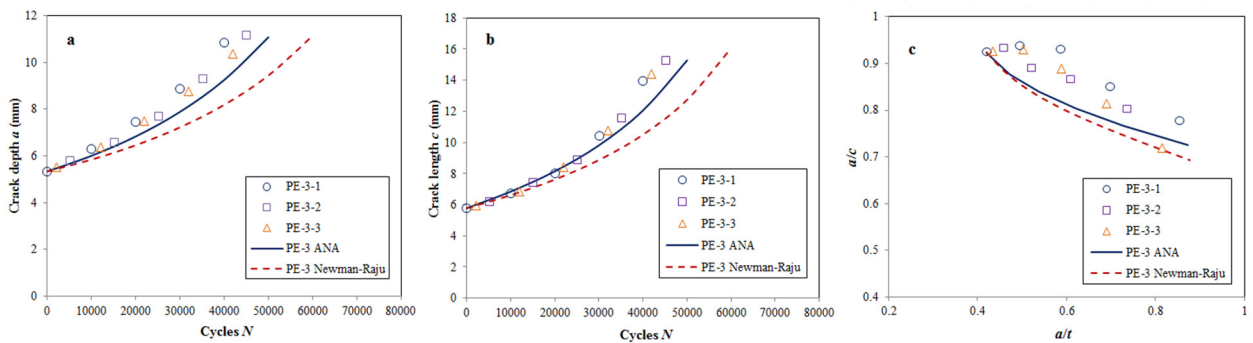 a
Crack depth a (mm)
12
10
8
6
4
2
0
0 10000 20000 30000 40000 50000 60000 70000 80000
Cycles N
PE-3-1
PE-3-2
PE-3-3
PE-3 ANA
PE-3 Newman-Raju
b
Crack length c (mm)
18
16
14
12
10
8
6
4
2
0
0 10000 20000 30000 40000 50000 60000 70000 80000
Cycles N
PE-3-1
PE-3-2
PE-3-3
PE-3 ANA
PE-3 Newman-Raju
c
a/c
1
0.9
0.8
0.7
0.6
0.5
0.4
0.2 0.4 0.6 0.8 1
a/t
PE-3-1
PE-3-2
PE-3-3
PE-3 ANA
PE-3 Newman-Raju